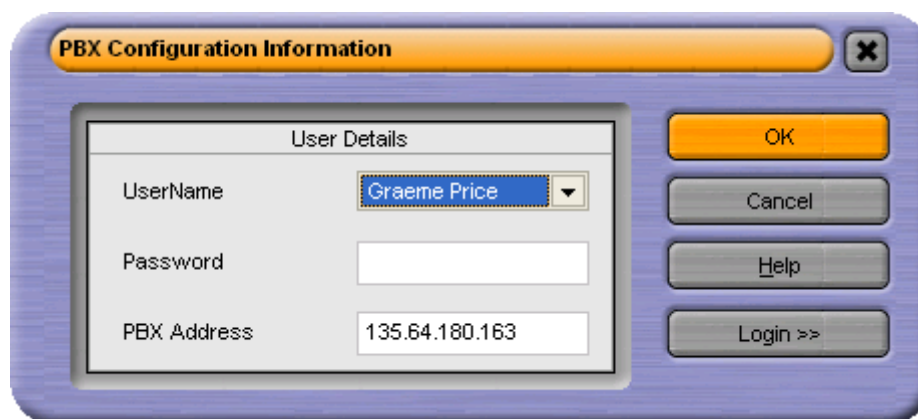 PBX Configuration Information
User Details
UserName
Graeme Price
Password
PBX Address
135.64.180.163
OK
Cancel
Help
Login >>